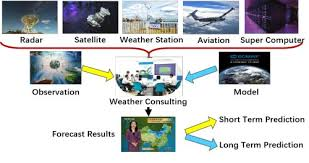 Radar
Satellite
Weather Station
Aviation
Super Computer
Observation
Weather Consulting
Model
Forecast Results
Short Term Prediction
Long Term Prediction